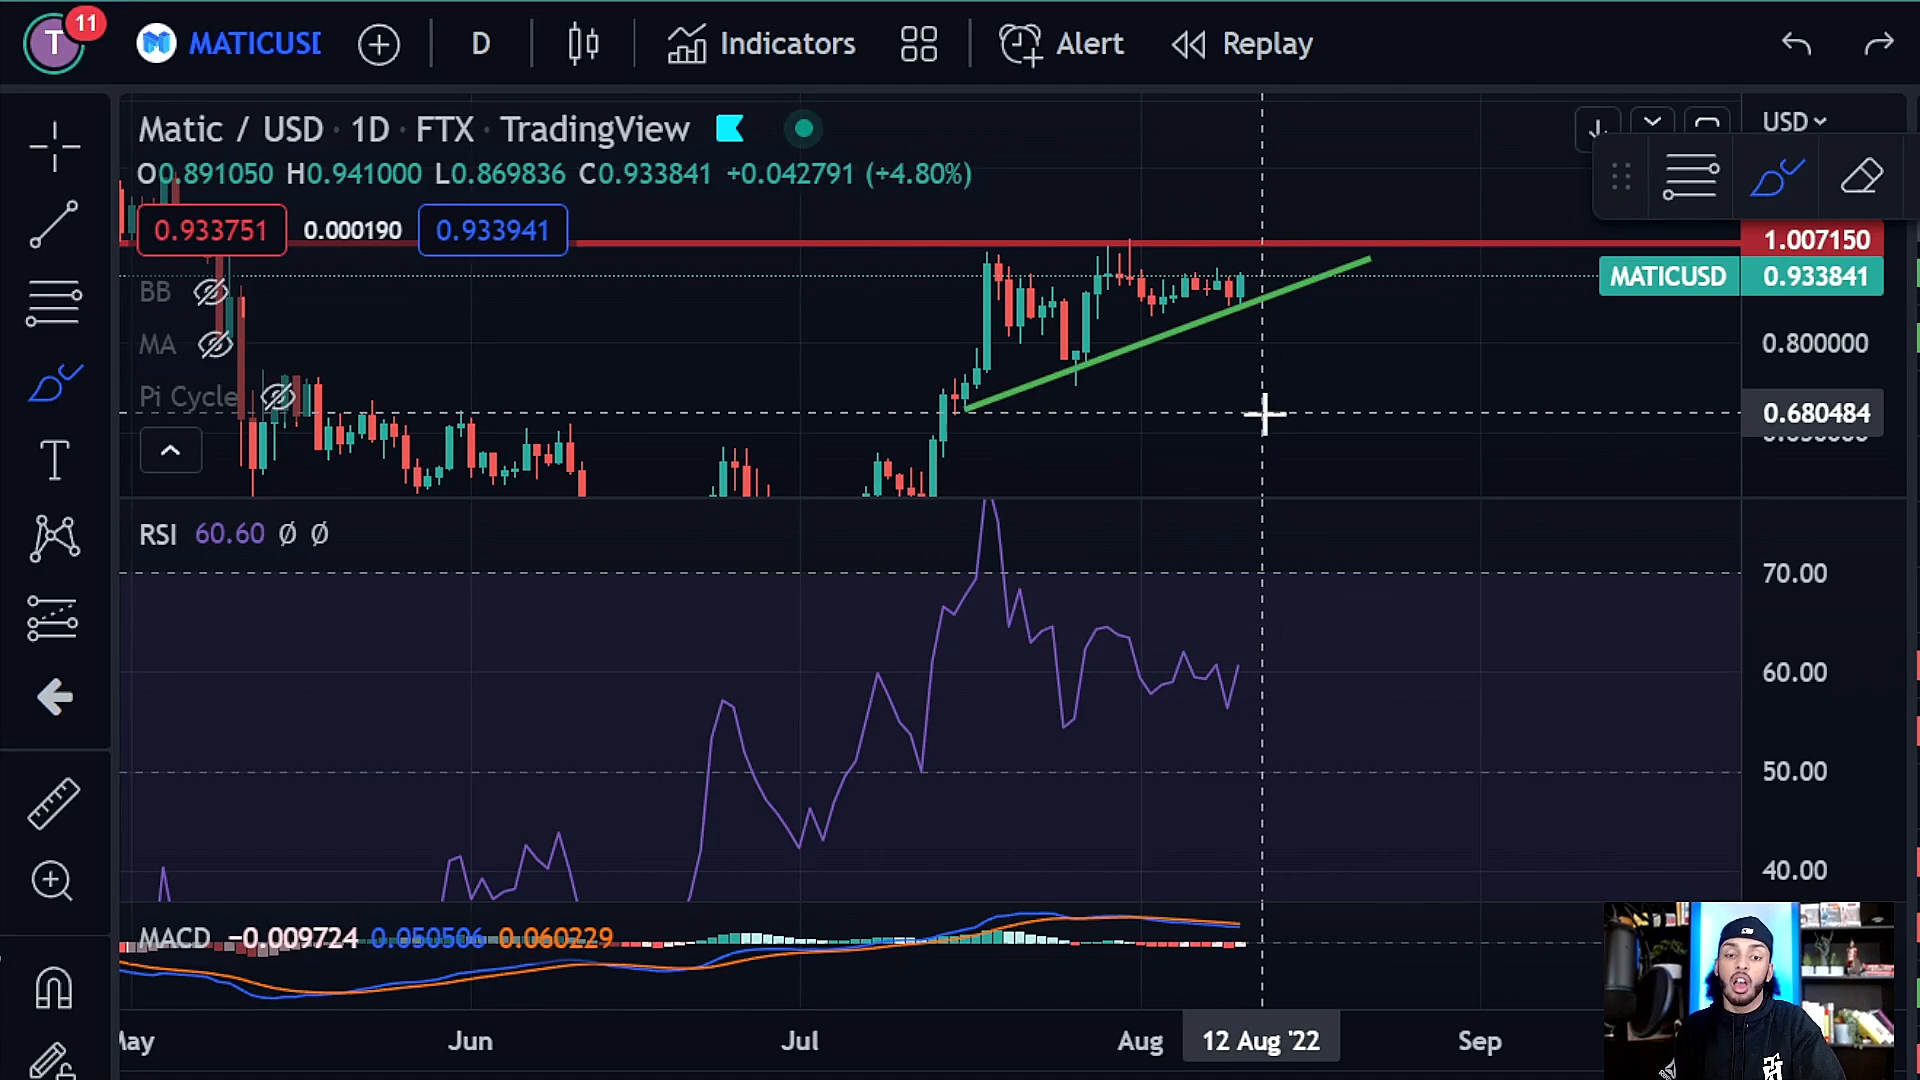 T 11 MATICUSD D Indicators Alert Replay
Matic / USD · 1D · FTX · TradingView
USD
O0.891050 H0.941000 L0.869836 C0.933841 +0.042791 (+4.80%)
0.933751 0.000190 0.933941
1.007150
MATICUSD 0.933841
BB
MA
0.800000
Pi Cycle
0.680484
T
RSI 60.60 Ø Ø
70.00
60.00
50.00
40.00
MACD −0.009724 0.050506 0.060229
May Jun Jul Aug 12 Aug '22 Sep